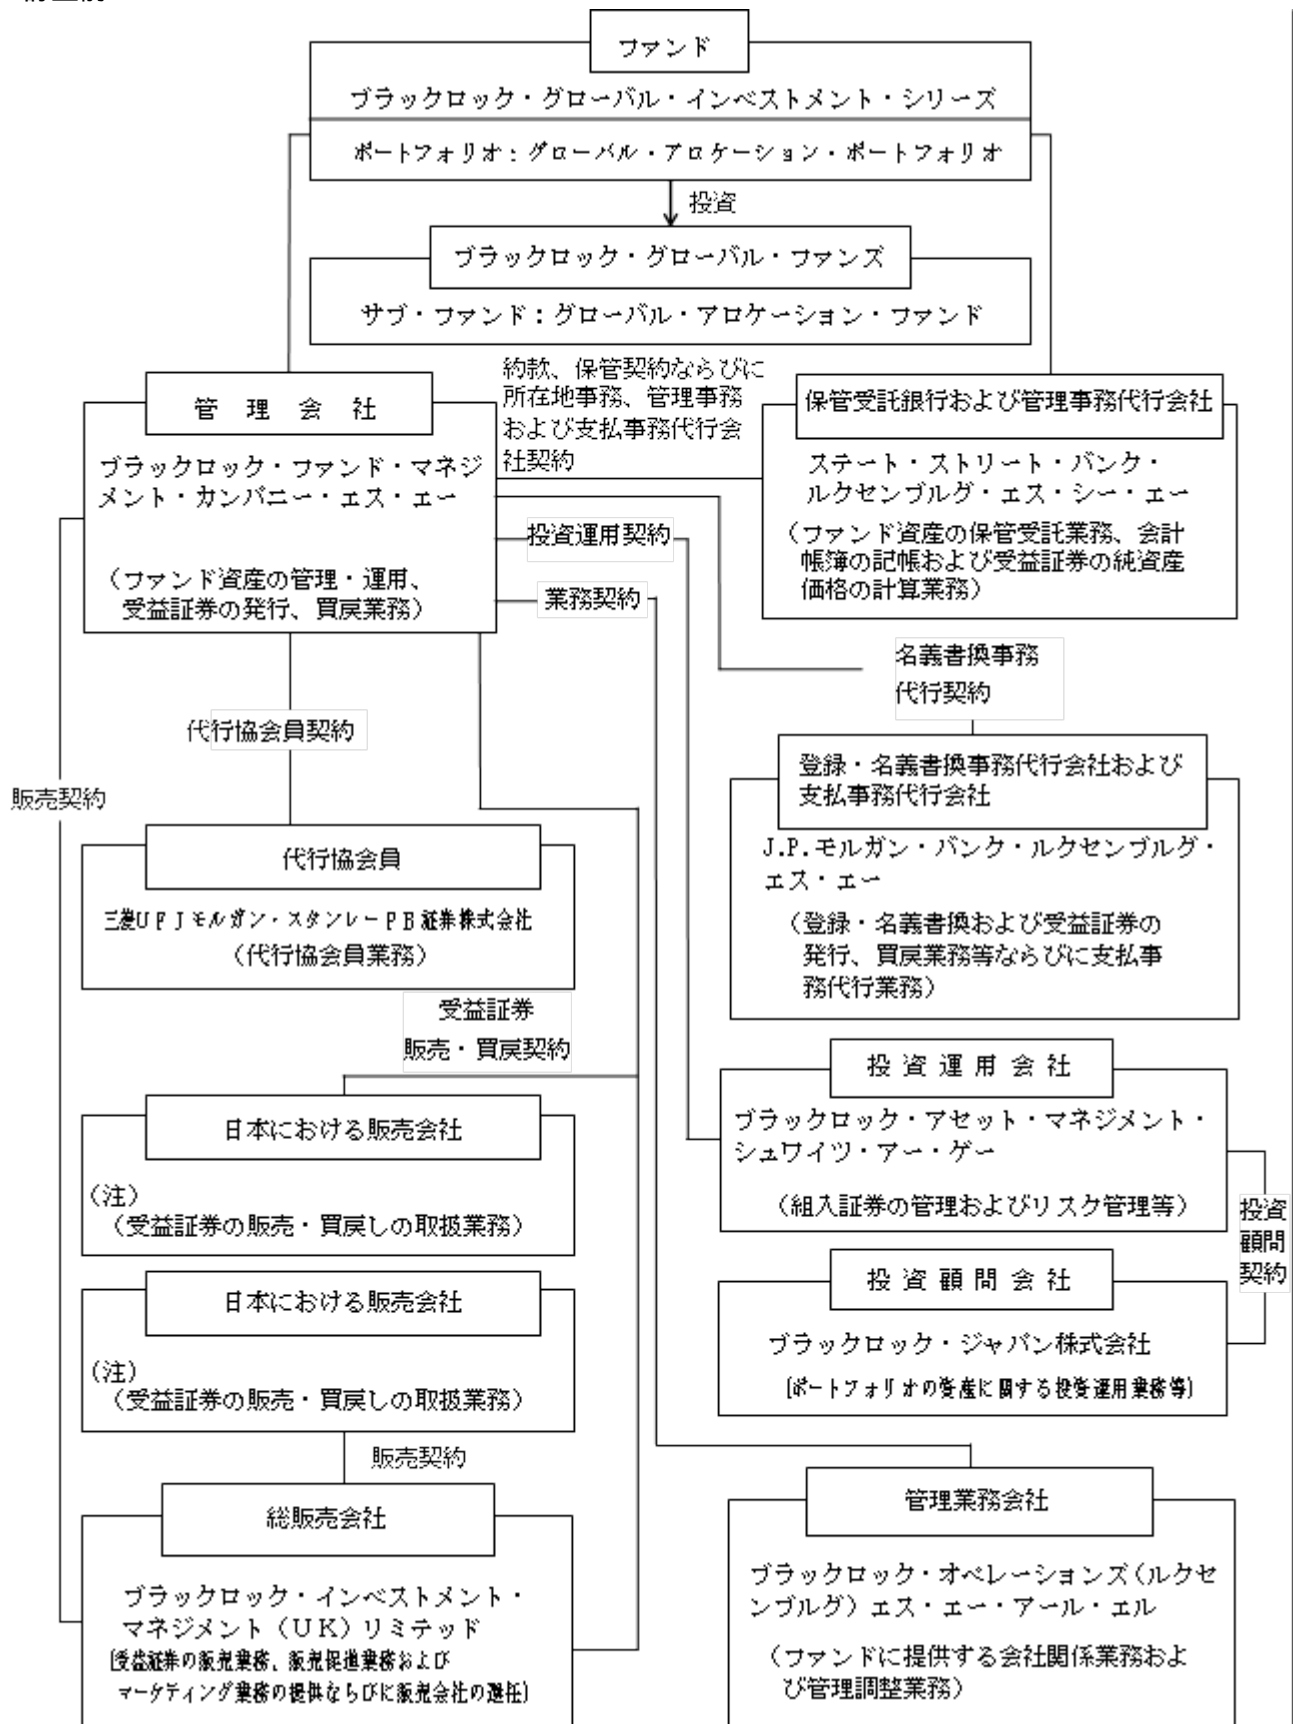 ファンド
ブラックロック・グローバル・インベストメント・シリーズ
ポートフォリオ：グローバル・アロケーション・ポートフォリオ
投資
ブラックロック・グローバル・ファンズ
サブ・ファンド：グローバル・アロケーション・ファンド
約款、保管契約ならびに
所在地事務、管理事務
および支払事務代行会
社契約
管理会社
ブラックロック・ファンド・マネジ
メント・カンパニー・エス・エー
（ファンド資産の管理・運用、
受益証券の発行、買戻業務）
保管受託銀行および管理事務代行会社
ステート・ストリート・バンク・
ルクセンブルグ・エス・シー・エー
（ファンド資産の保管受託業務、会計
帳簿の記帳および受益証券の純資産
価格の計算業務）
投資運用契約
業務契約
名義書換事務
代行契約
代行協会員契約
販売契約
登録・名義書換事務代行会社および
支払事務代行会社
J.P.モルガン・バンク・ルクセンブルグ・
エス・エー
（登録・名義書換および受益証券の
発行、買戻業務等ならびに支払事
務代行業務）
代行協会員
三菱ＵＦＪモルガン・スタンレーＰＢ証券株式会社
（代行協会員業務）
受益証券
販売・買戻契約
投資運用会社
ブラックロック・アセット・マネジメント・
シュワイツ・アー・ゲー
（組入証券の管理およびリスク管理等）
日本における販売会社
（注）
（受益証券の販売・買戻しの取扱業務）
投資
顧問
契約
投資顧問会社
ブラックロック・ジャパン株式会社
（ポートフォリオの資産に関する投資運用業務等）
日本における販売会社
（注）
（受益証券の販売・買戻しの取扱業務）
販売契約
総販売会社
ブラックロック・インベストメント・
マネジメント（ＵＫ）リミテッド
（受益証券の販売業務、販売促進業務および
マーケティング業務の提供ならびに販売会社の選任）
管理業務会社
ブラックロック・オペレーションズ（ルクセ
ンブルグ）エス・エー・アール・エル
（ファンドに提供する会社関係業務およ
び管理調整業務）